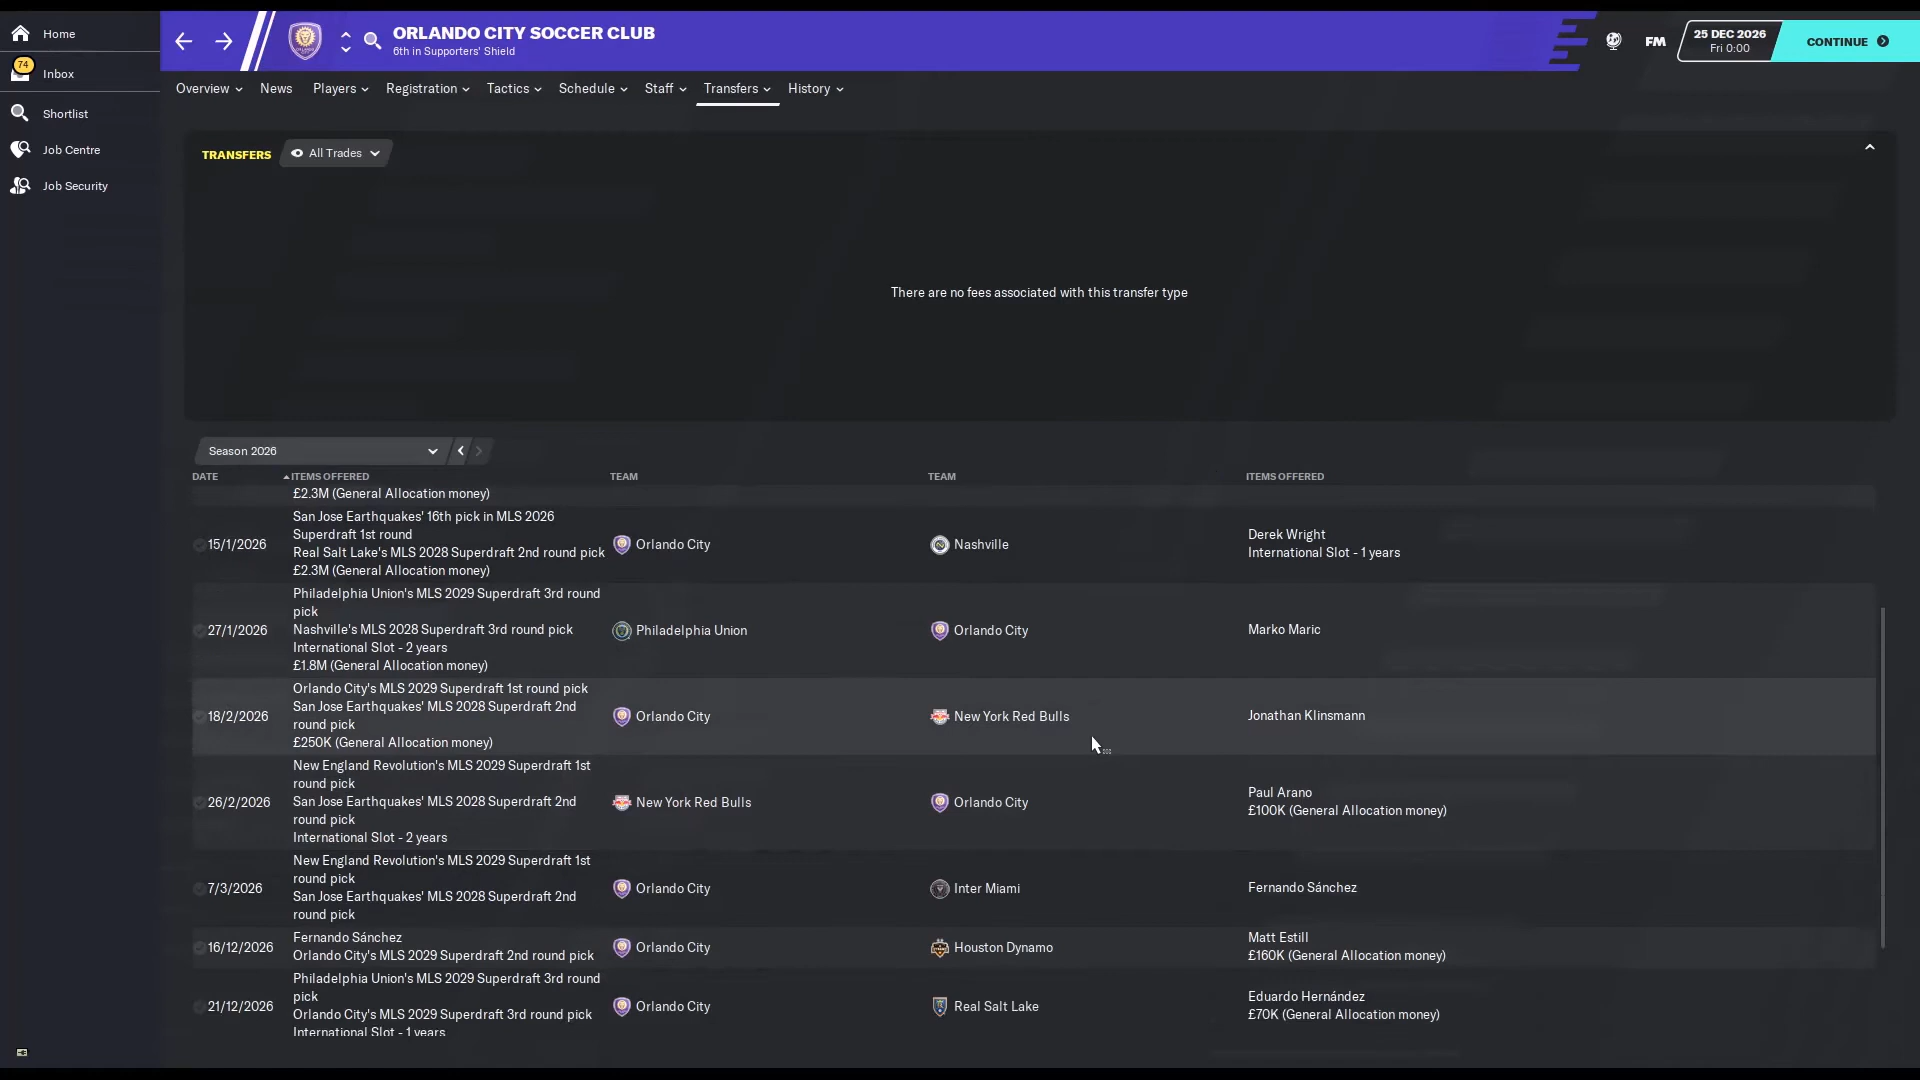 Home
74
Inbox
Shortlist
Job Centre
Job Security
ORLANDO CITY SOCCER CLUB
6th in Supporters' Shield
FM
25 DEC 2026
Fri 0:00
CONTINUE
Overview
News
Players
Registration
Tactics
Schedule
Staff
Transfers
History
TRANSFERS
All Trades
There are no fees associated with this transfer type
Season 2026
DATE
ITEMS OFFERED
TEAM
TEAM
ITEMS OFFERED
£2.3M (General Allocation money)
15/1/2026
San Jose Earthquakes' 16th pick in MLS 2026
Superdraft 1st round
Real Salt Lake's MLS 2028 Superdraft 2nd round pick
£2.3M (General Allocation money)
Orlando City
Nashville
Derek Wright
International Slot - 1 years
27/1/2026
Philadelphia Union's MLS 2029 Superdraft 3rd round
pick
Nashville's MLS 2028 Superdraft 3rd round pick
International Slot - 2 years
£1.8M (General Allocation money)
Philadelphia Union
Orlando City
Marko Maric
18/2/2026
Orlando City's MLS 2029 Superdraft 1st round pick
San Jose Earthquakes' MLS 2028 Superdraft 2nd
round pick
£250K (General Allocation money)
Orlando City
New York Red Bulls
Jonathan Klinsmann
26/2/2026
New England Revolution's MLS 2029 Superdraft 1st
round pick
San Jose Earthquakes' MLS 2028 Superdraft 2nd
round pick
International Slot - 2 years
New York Red Bulls
Orlando City
Paul Arano
£100K (General Allocation money)
7/3/2026
New England Revolution's MLS 2029 Superdraft 1st
round pick
San Jose Earthquakes' MLS 2028 Superdraft 2nd
round pick
Orlando City
Inter Miami
Fernando Sánchez
16/12/2026
Fernando Sánchez
Orlando City's MLS 2029 Superdraft 2nd round pick
Orlando City
Houston Dynamo
Matt Estill
£160K (General Allocation money)
21/12/2026
Philadelphia Union's MLS 2029 Superdraft 3rd round
pick
Orlando City's MLS 2029 Superdraft 3rd round pick
International Slot - 1 years
Orlando City
Real Salt Lake
Eduardo Hernández
£70K (General Allocation money)